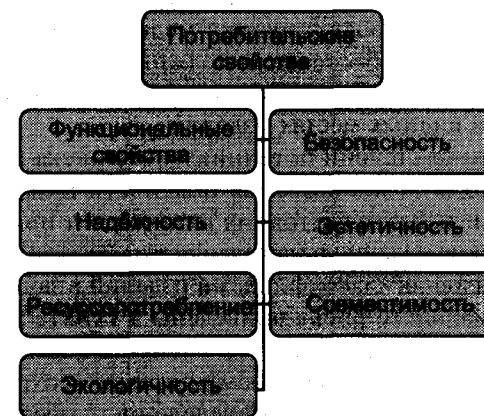 Потребительские
свойства
Функциональные
свойства
Безопасность
Надёжность
Эстетичность
Ресурсопотребление
Совместимость
Экологичность